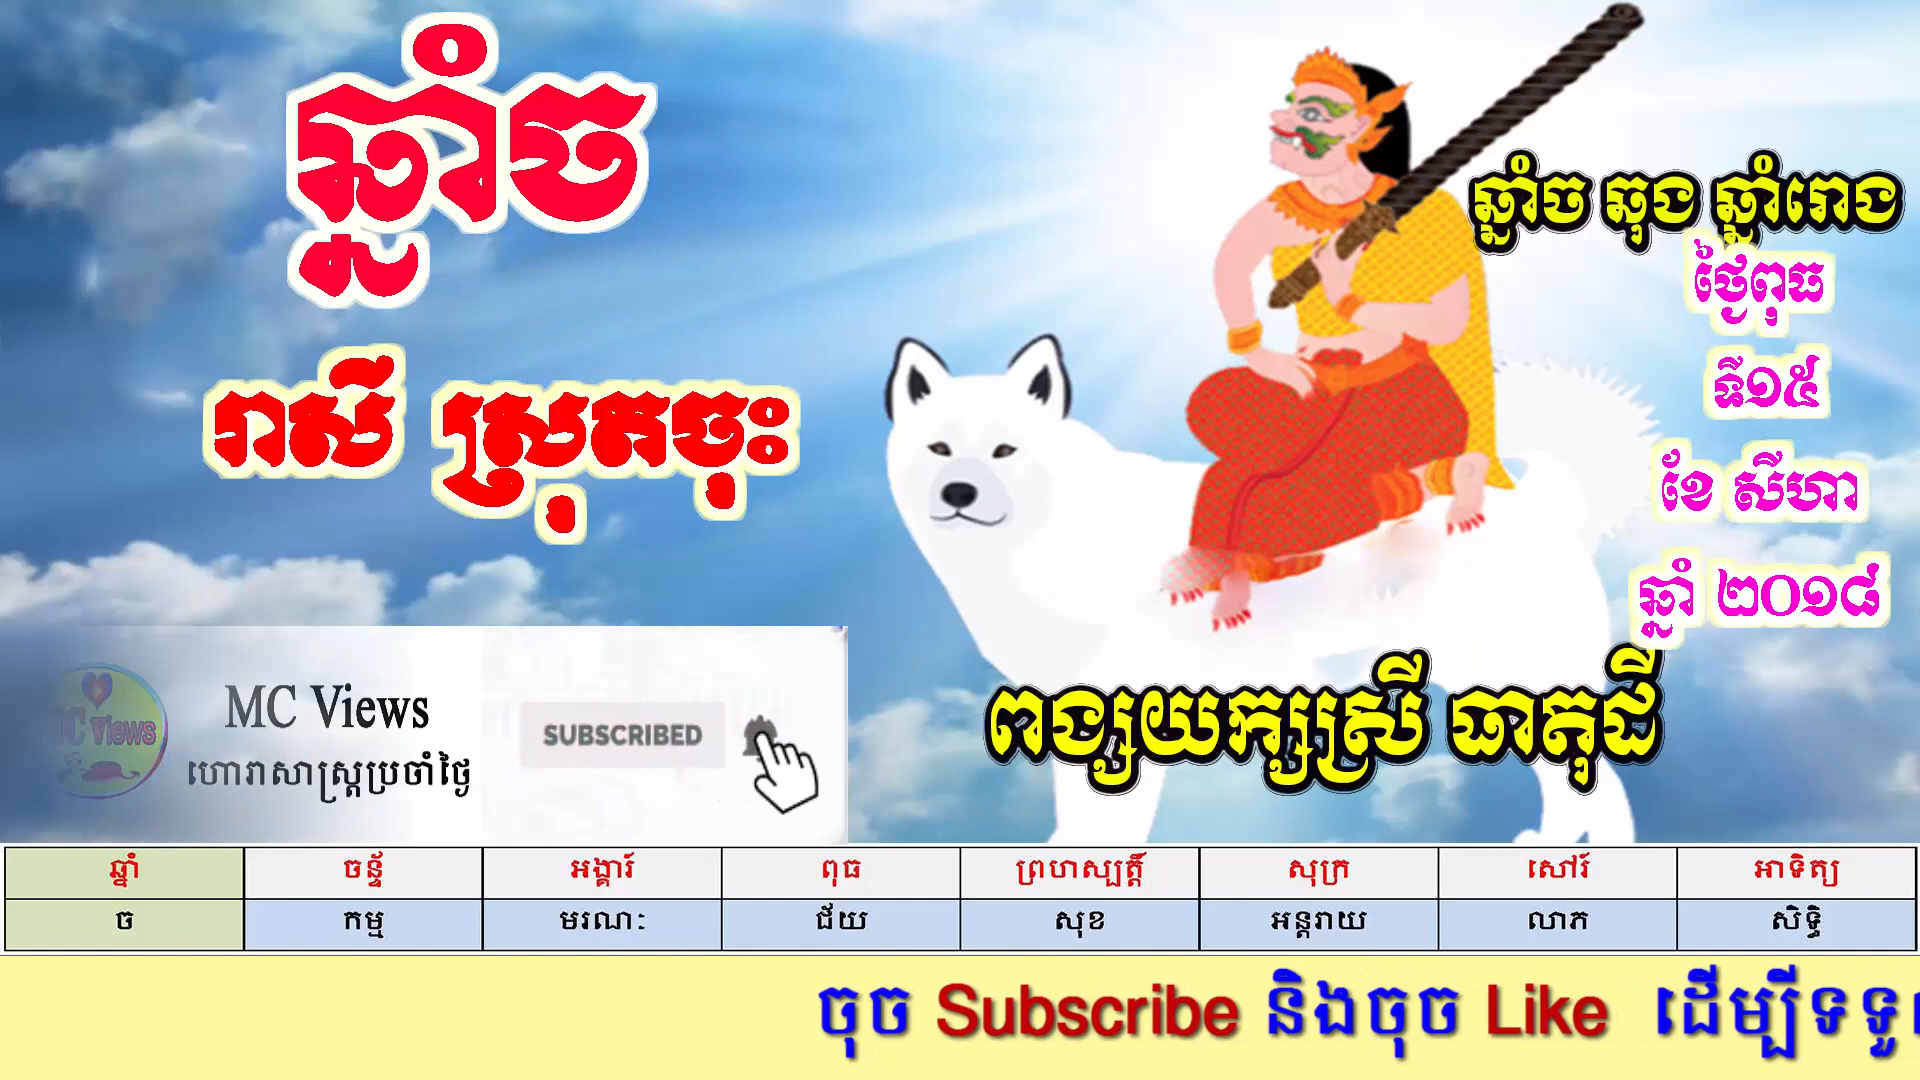 ឆ្នាំច
រាសី ស្រុតចុះ
ឆ្នាំច ឆុង ឆ្នាំរោង
ថ្ងៃពុធ
ទី១៥
ខែ សីហា
ឆ្នាំ ២០១៨
ពង្សយក្សស្រី ធាតុដី
MC Views
MC Views
ហោរាសាស្ត្រប្រចាំថ្ងៃ
SUBSCRIBED
ឆ្នាំ ចន្ទ័ អង្គារ៍ ពុធ ព្រហស្បត្តិ៍ សុក្រ សៅរ៍ អាទិត្យ
ច កម្ម មរណៈ ជ័យ សុខ អន្តរាយ លាភ សិទ្ធិ
ចុច Subscribe និងចុច Like ដើម្បីទទួ